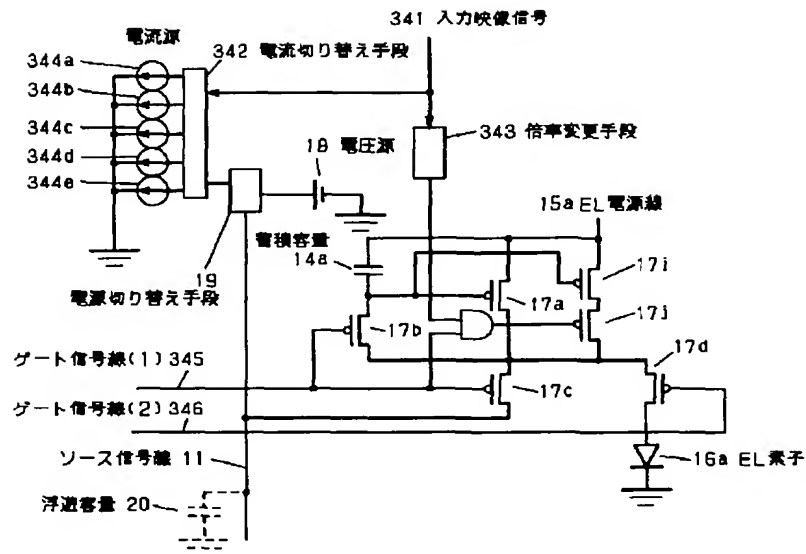 341 入力映像信号
電流源
344a
342 電流切り替え手段
344b
344c
343 倍率変更手段
344d
18 電圧源
344e
15a EL電源線
蓄積容量
14a
17i
19
17a
電源切り替え手段
17j
17b
17d
ゲート信号線(1) 345
17c
ゲート信号線(2) 346
ソース信号線 11
16a EL素子
浮遊容量 20